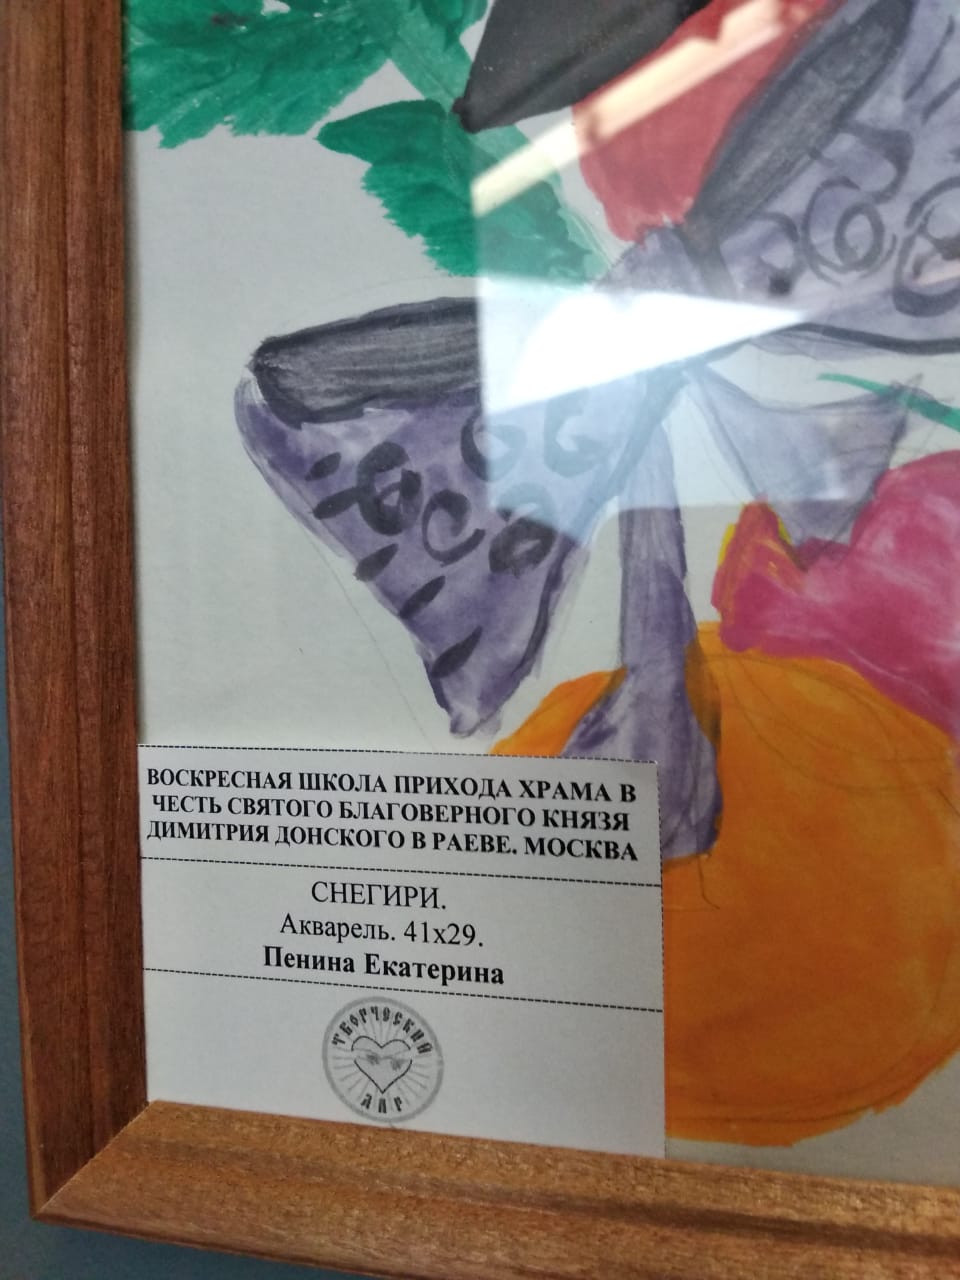 ВОСКРЕСНАЯ ШКОЛА ПРИХОДА ХРАМА В
ЧЕСТЬ СВЯТОГО БЛАГОВЕРНОГО КНЯЗЯ
ДИМИТРИЯ ДОНСКОГО В РАЕВЕ. МОСКВА
СНЕГИРИ.
Акварель. 41х29.
Пенина Екатерина
ТВОРЧЕСКИЙ
ДАР